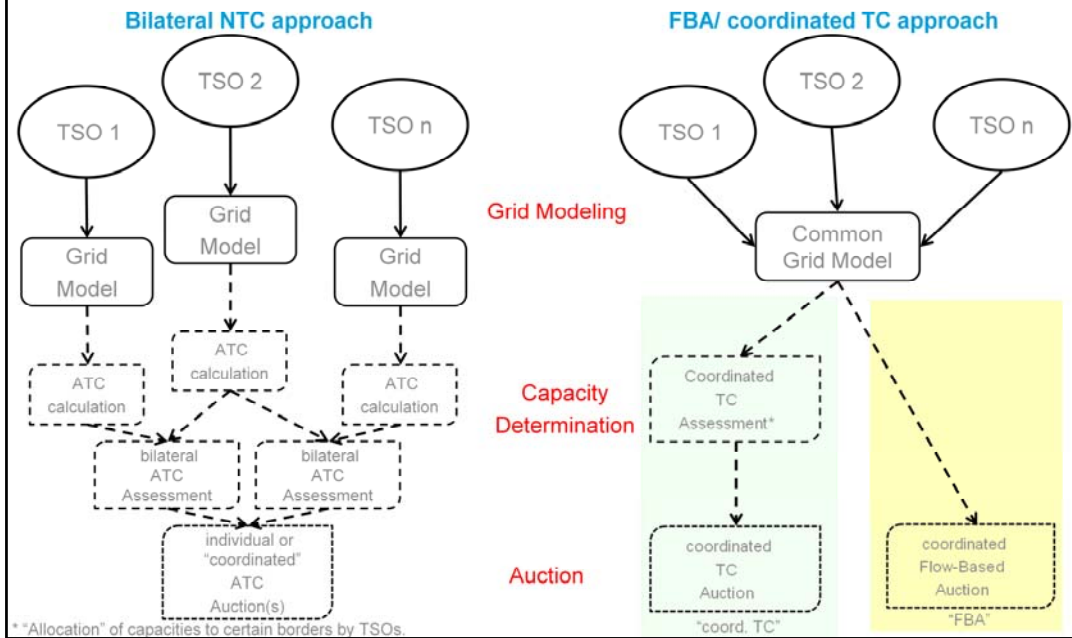 Bilateral NTC approach
TSO 1
TSO 2
TSO n
Grid
Model
Grid
Model
Grid
Model
ATC
calculation
ATC
calculation
ATC
calculation
bilateral
ATC
Assessment
bilateral
ATC
Assessment
individual or
“coordinated”
ATC
Auction(s)
* “Allocation” of capacities to certain borders by TSOs.
Grid Modeling
Capacity
Determination
Auction
FBA/ coordinated TC approach
TSO 1
TSO 2
TSO n
Common
Grid Model
Coordinated
TC
Assessment*
coordinated
TC
Auction
“coord. TC”
coordinated
Flow-Based
Auction
“FBA”